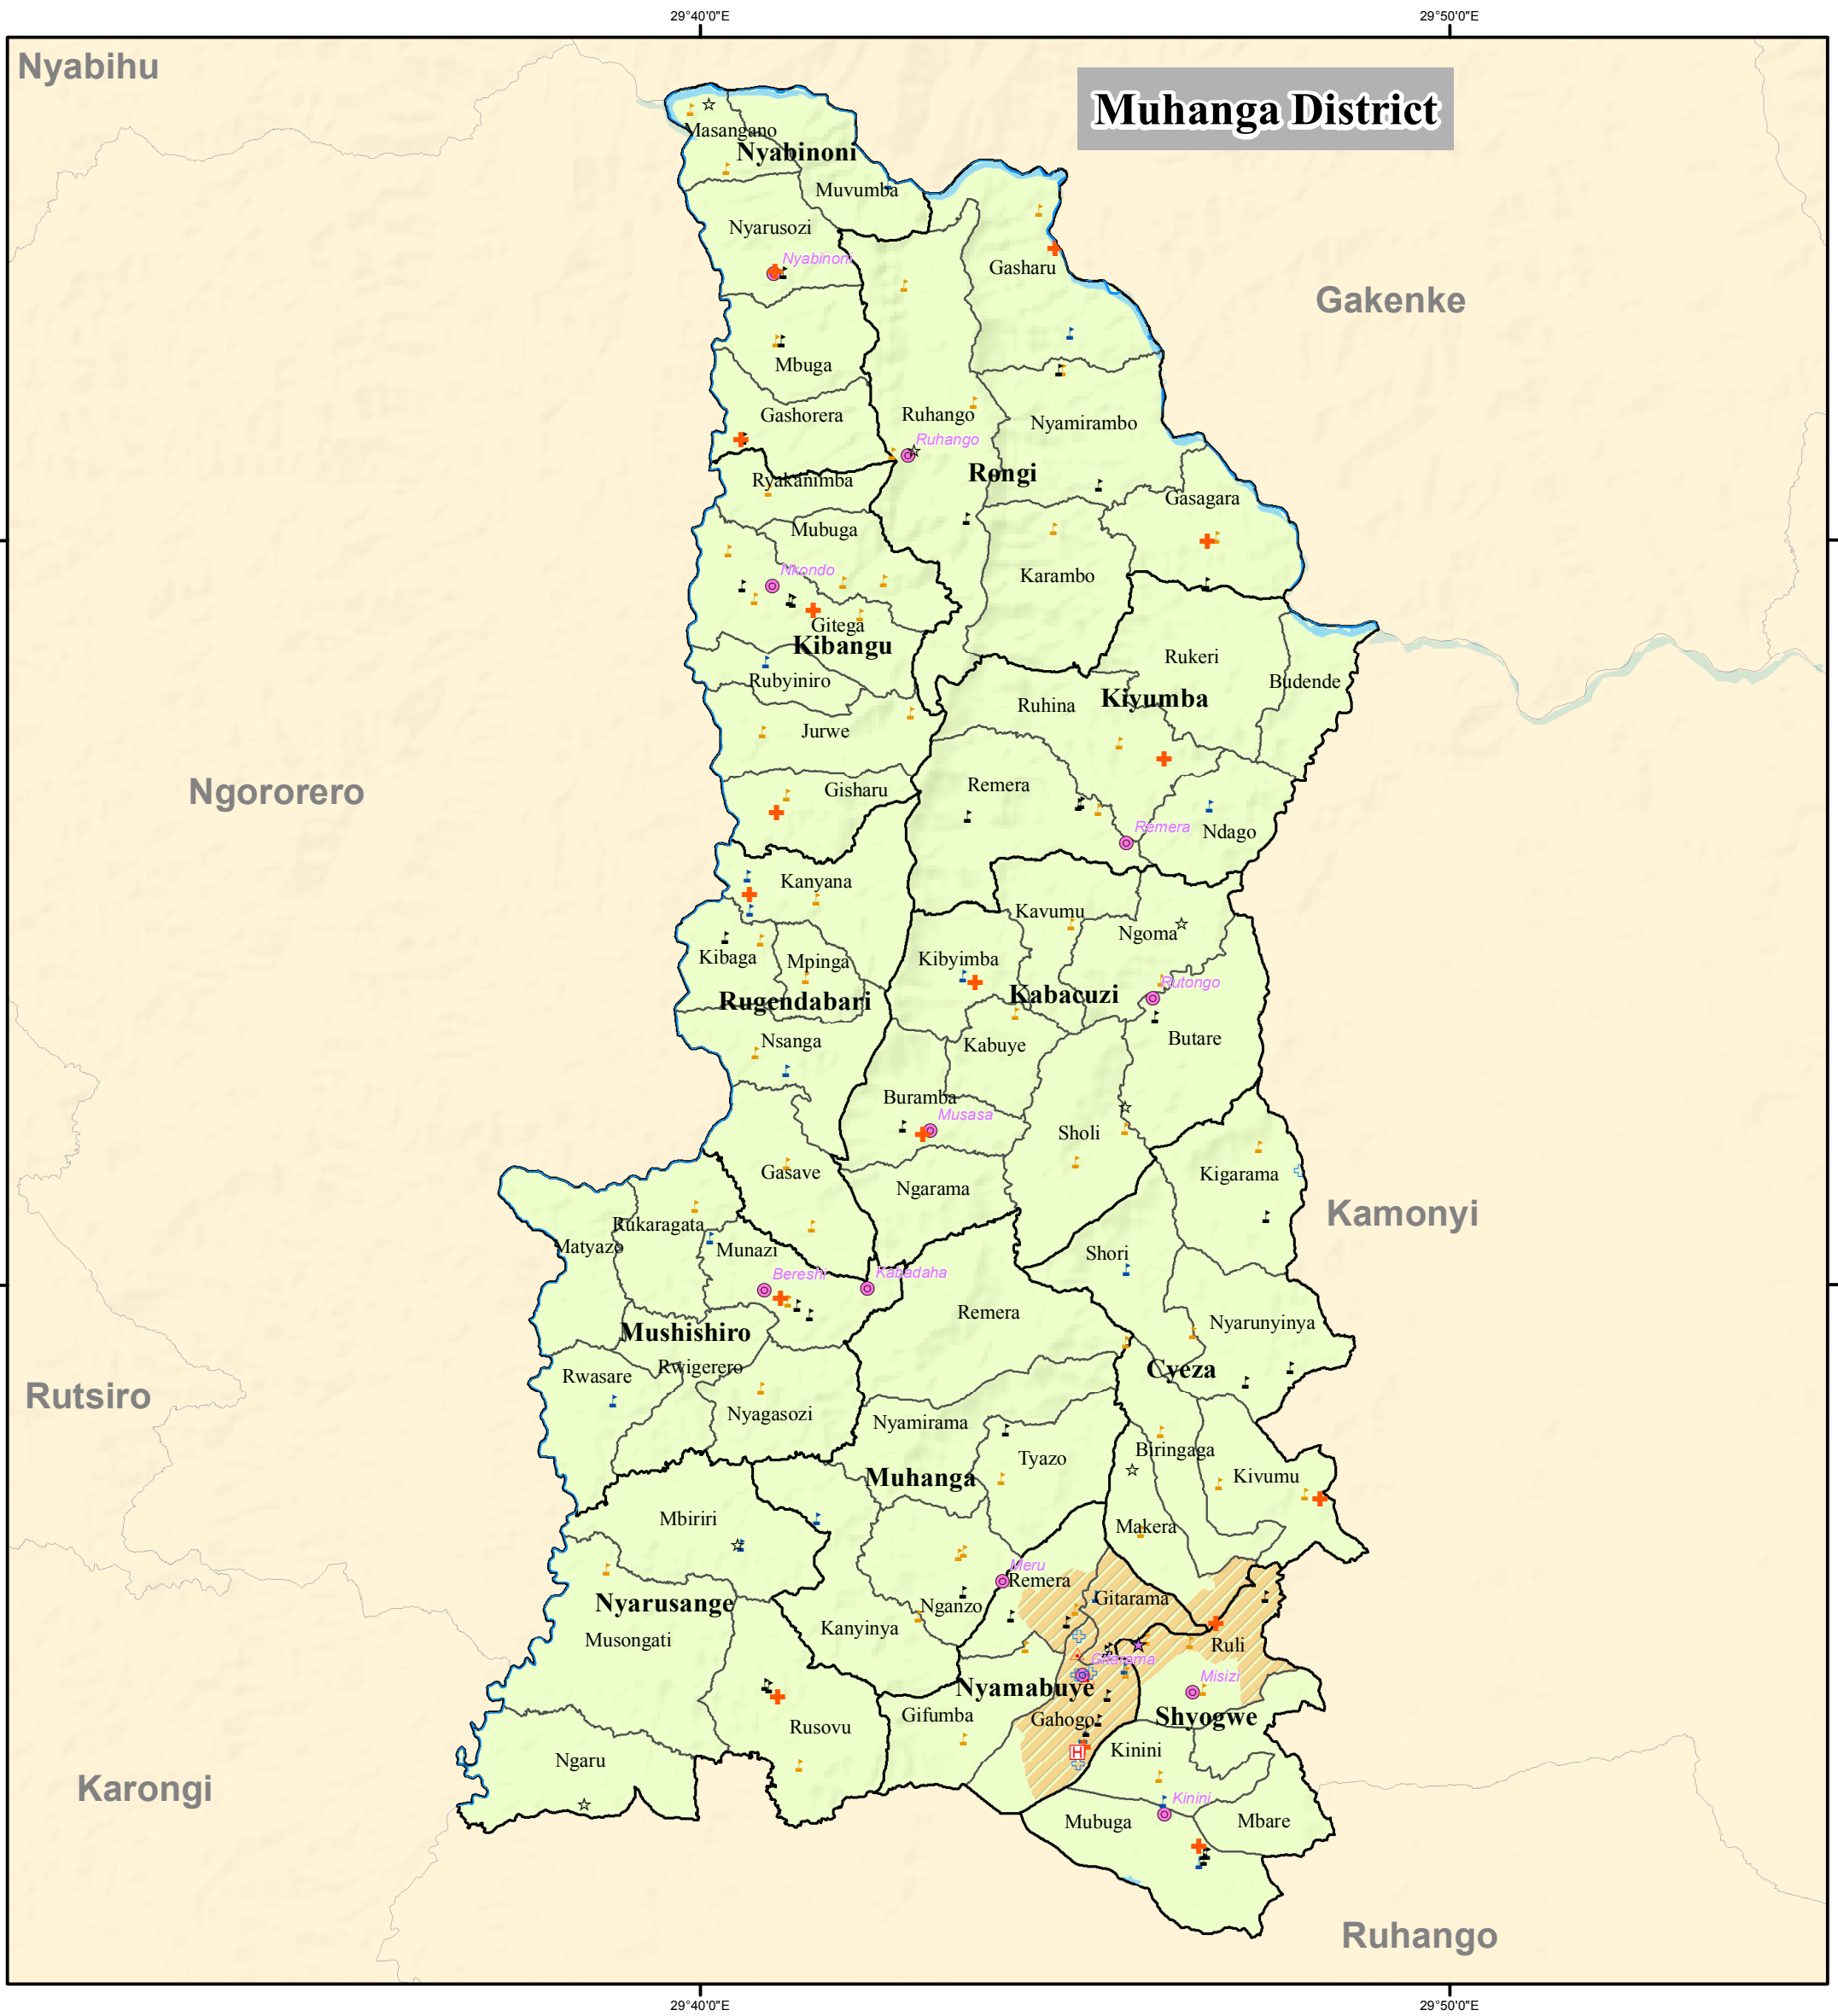 29°40'0"E
29°50'0"E
Nyabihu
Muhanga District
Masangano
Nyabinoni
Muvumba
Nyarusozi
Nyabinoni
Gasharu
Gakenke
Mbuga
Gashorera
Ruhango
Nyamirambo
Ruhango
Rongi
Ryakanimba
Gasagara
Mubuga
Nkondo
Karambo
Gitega
Kibangu
Rukeri
Rubyiniro
Budende
Kiyumba
Ruhina
Jurwe
Ngororero
Gisharu
Remera
Remera
Ndago
Kanyana
Kavumu
Ngoma
Kibaga
Mpinga
Kibyimba
Rutongo
Rugendabari
Kabacuzi
Nsanga
Kabuye
Butare
Buramba
Musasa
Sholi
Gasave
Kigarama
Ngarama
Kamonyi
Rukaragata
Matyazo
Munazi
Shori
Bereshi
Kabadaha
Remera
Nyarunyinya
Mushishiro
Rwigerero
Rwasare
Cyeza
Rutsiro
Nyagasozi
Nyamirama
Tyazo
Biringaga
Kivumu
Muhanga
Mbiriri
Makera
Meru
Remera
Gitarama
Nyarusange
Nganzo
Kanyinya
Musongati
Ruli
Gitarama
Misizi
Nyamabuye
Gifumba
Gahogo
Shyogwe
Rusovu
Kinini
Ngaru
Karongi
Kinini
Mubuga
Mbare
Ruhango
H
29°40'0"E
29°50'0"E